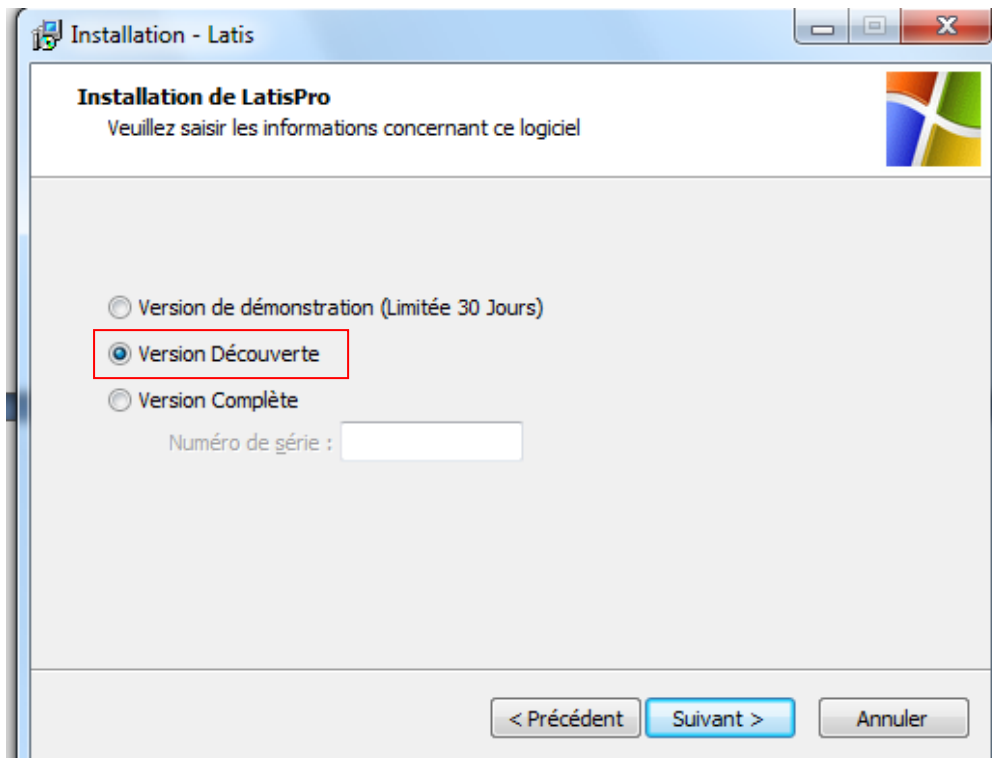 Installation - Latis
Installation de LatisPro
Veuillez saisir les informations concernant ce logiciel
Version de démonstration (Limitée 30 Jours)
Version Découverte
Version Complète
Numéro de série :
< Précédent
Suivant >
Annuler